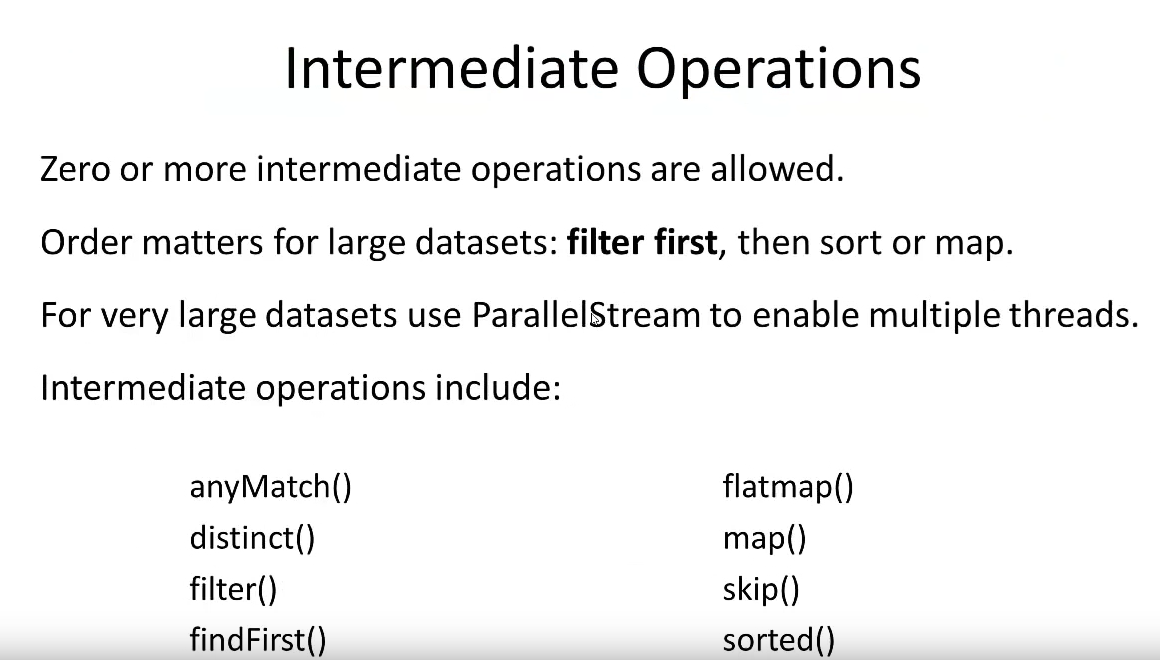 Intermediate Operations
Zero or more intermediate operations are allowed.
Order matters for large datasets: filter first, then sort or map.
For very large datasets use ParallelStream to enable multiple threads.
Intermediate operations include:
anyMatch()
distinct()
filter()
findFirst()
flatmap()
map()
skip()
sorted()